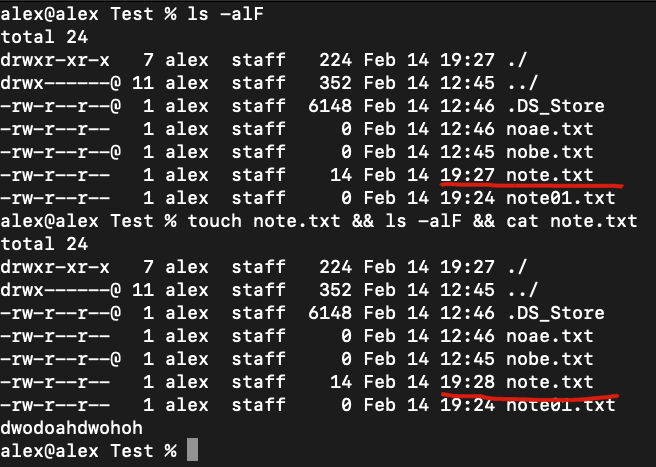 alex@alex Test % ls -alF
total 24
drwxr-xr-x   7 alex  staff   224 Feb 14 19:27 ./
drwx------@ 11 alex  staff   352 Feb 14 12:45 ../
-rw-r--r--@  1 alex  staff  6148 Feb 14 12:46 .DS_Store
-rw-r--r--   1 alex  staff     0 Feb 14 12:46 noae.txt
-rw-r--r--@  1 alex  staff     0 Feb 14 12:45 nobe.txt
-rw-r--r--   1 alex  staff    14 Feb 14 19:27 note.txt
-rw-r--r--   1 alex  staff     0 Feb 14 19:24 note01.txt
alex@alex Test % touch note.txt && ls -alF && cat note.txt
total 24
drwxr-xr-x   7 alex  staff   224 Feb 14 19:27 ./
drwx------@ 11 alex  staff   352 Feb 14 12:45 ../
-rw-r--r--@  1 alex  staff  6148 Feb 14 12:46 .DS_Store
-rw-r--r--   1 alex  staff     0 Feb 14 12:46 noae.txt
-rw-r--r--@  1 alex  staff     0 Feb 14 12:45 nobe.txt
-rw-r--r--   1 alex  staff    14 Feb 14 19:28 note.txt
-rw-r--r--   1 alex  staff     0 Feb 14 19:24 note01.txt
dwodoahdwohoh
alex@alex Test %